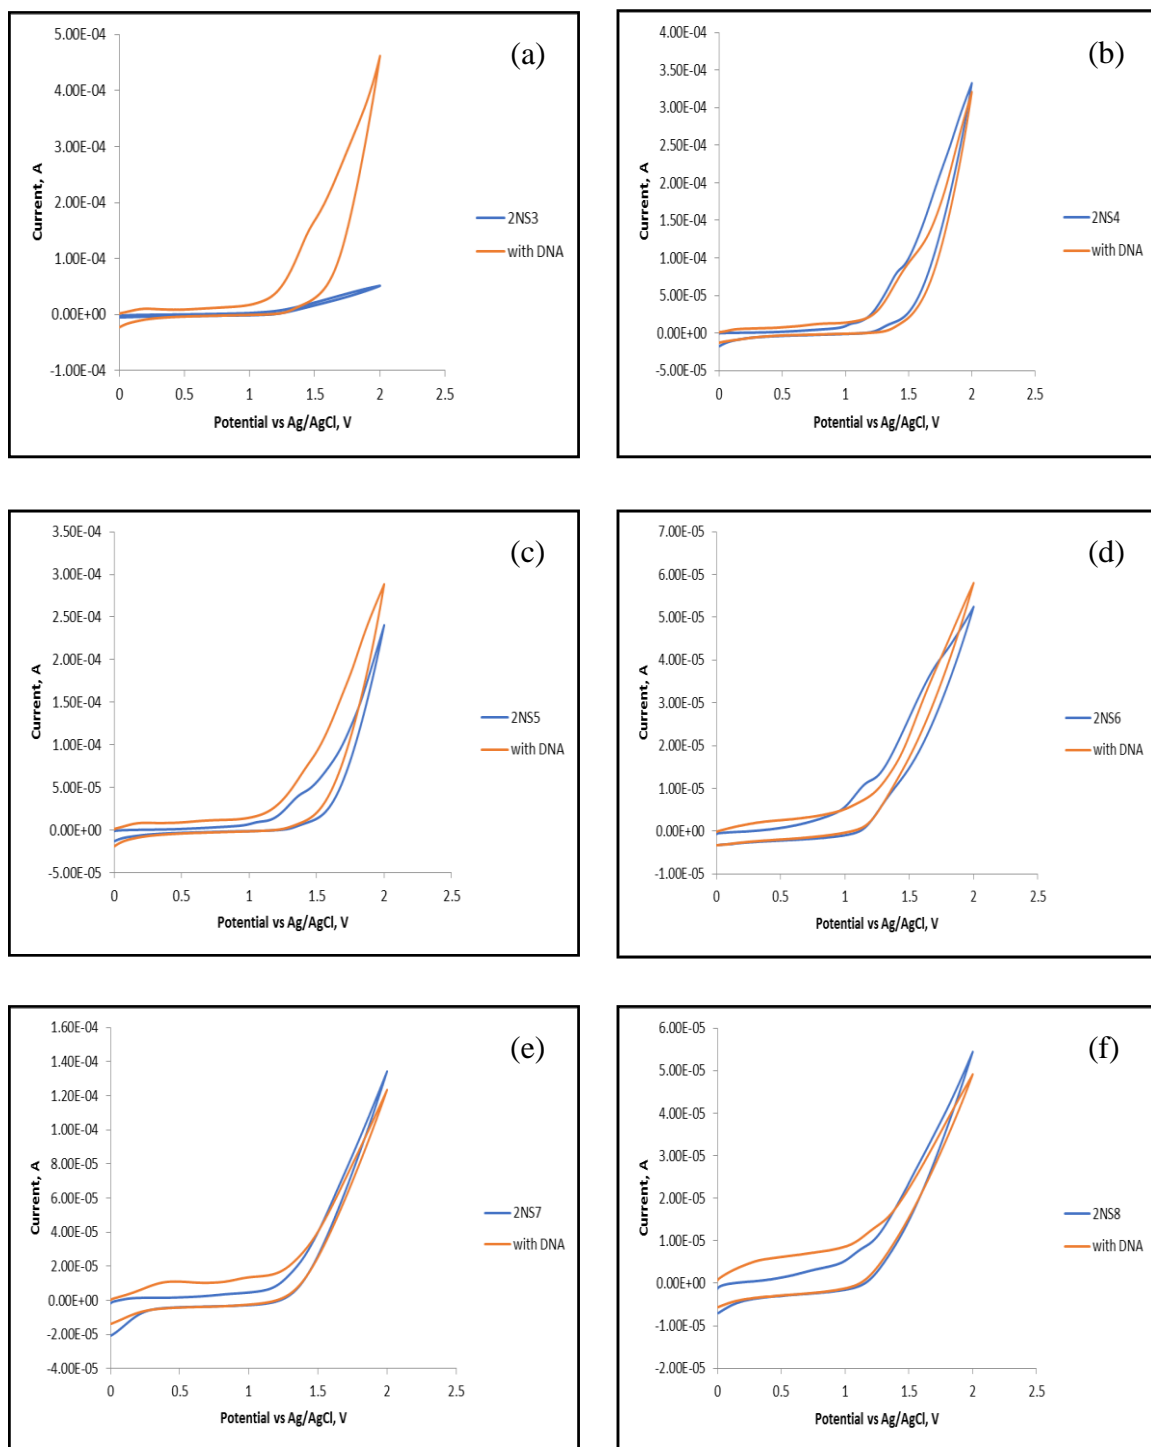 (a)
5.00E-04
4.00E-04
3.00E-04
2.00E-04
1.00E-04
0.00E+00
-1.00E-04
Current, A
0 0.5 1 1.5 2 2.5
Potential vs Ag/AgCl, V
2NS3
with DNA
(b)
4.00E-04
3.50E-04
3.00E-04
2.50E-04
2.00E-04
1.50E-04
1.00E-04
5.00E-05
0.00E+00
-5.00E-05
Current, A
0 0.5 1 1.5 2 2.5
Potential vs Ag/AgCl, V
2NS4
with DNA
(c)
3.50E-04
3.00E-04
2.50E-04
2.00E-04
1.50E-04
1.00E-04
5.00E-05
0.00E+00
-5.00E-05
Current, A
0 0.5 1 1.5 2 2.5
Potential vs Ag/AgCl, V
2NS5
with DNA
(d)
7.00E-05
6.00E-05
5.00E-05
4.00E-05
3.00E-05
2.00E-05
1.00E-05
0.00E+00
-1.00E-05
Current, A
0 0.5 1 1.5 2 2.5
Potential vs Ag/AgCl, V
2NS6
with DNA
(e)
1.60E-04
1.40E-04
1.20E-04
1.00E-04
8.00E-05
6.00E-05
4.00E-05
2.00E-05
0.00E+00
-2.00E-05
-4.00E-05
Current, A
0 0.5 1 1.5 2 2.5
Potential vs Ag/AgCl, V
2NS7
with DNA
(f)
6.00E-05
5.00E-05
4.00E-05
3.00E-05
2.00E-05
1.00E-05
0.00E+00
-1.00E-05
-2.00E-05
Current, A
0 0.5 1 1.5 2 2.5
Potential vs Ag/AgCl, V
2NS8
with DNA